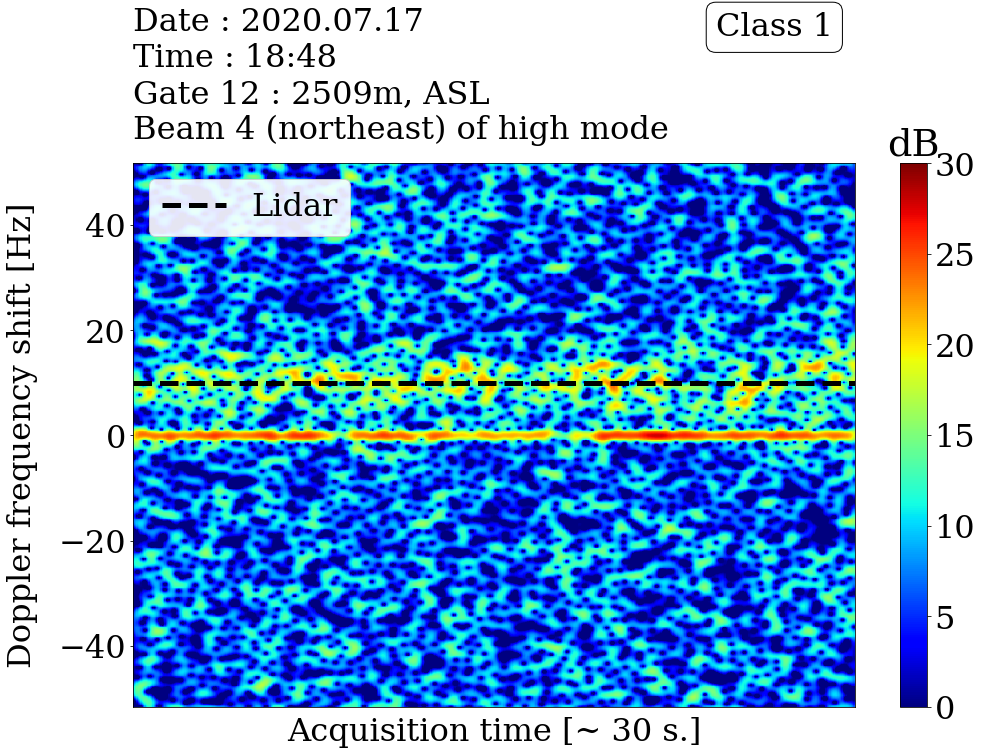 Date : 2020.07.17
Time : 18:48
Gate 12 : 2509m, ASL
Beam 4 (northeast) of high mode
Class 1
dB
Lidar
Doppler frequency shift [Hz]
40
20
0
−20
−40
30
25
20
15
10
5
0
Acquisition time [~ 30 s.]